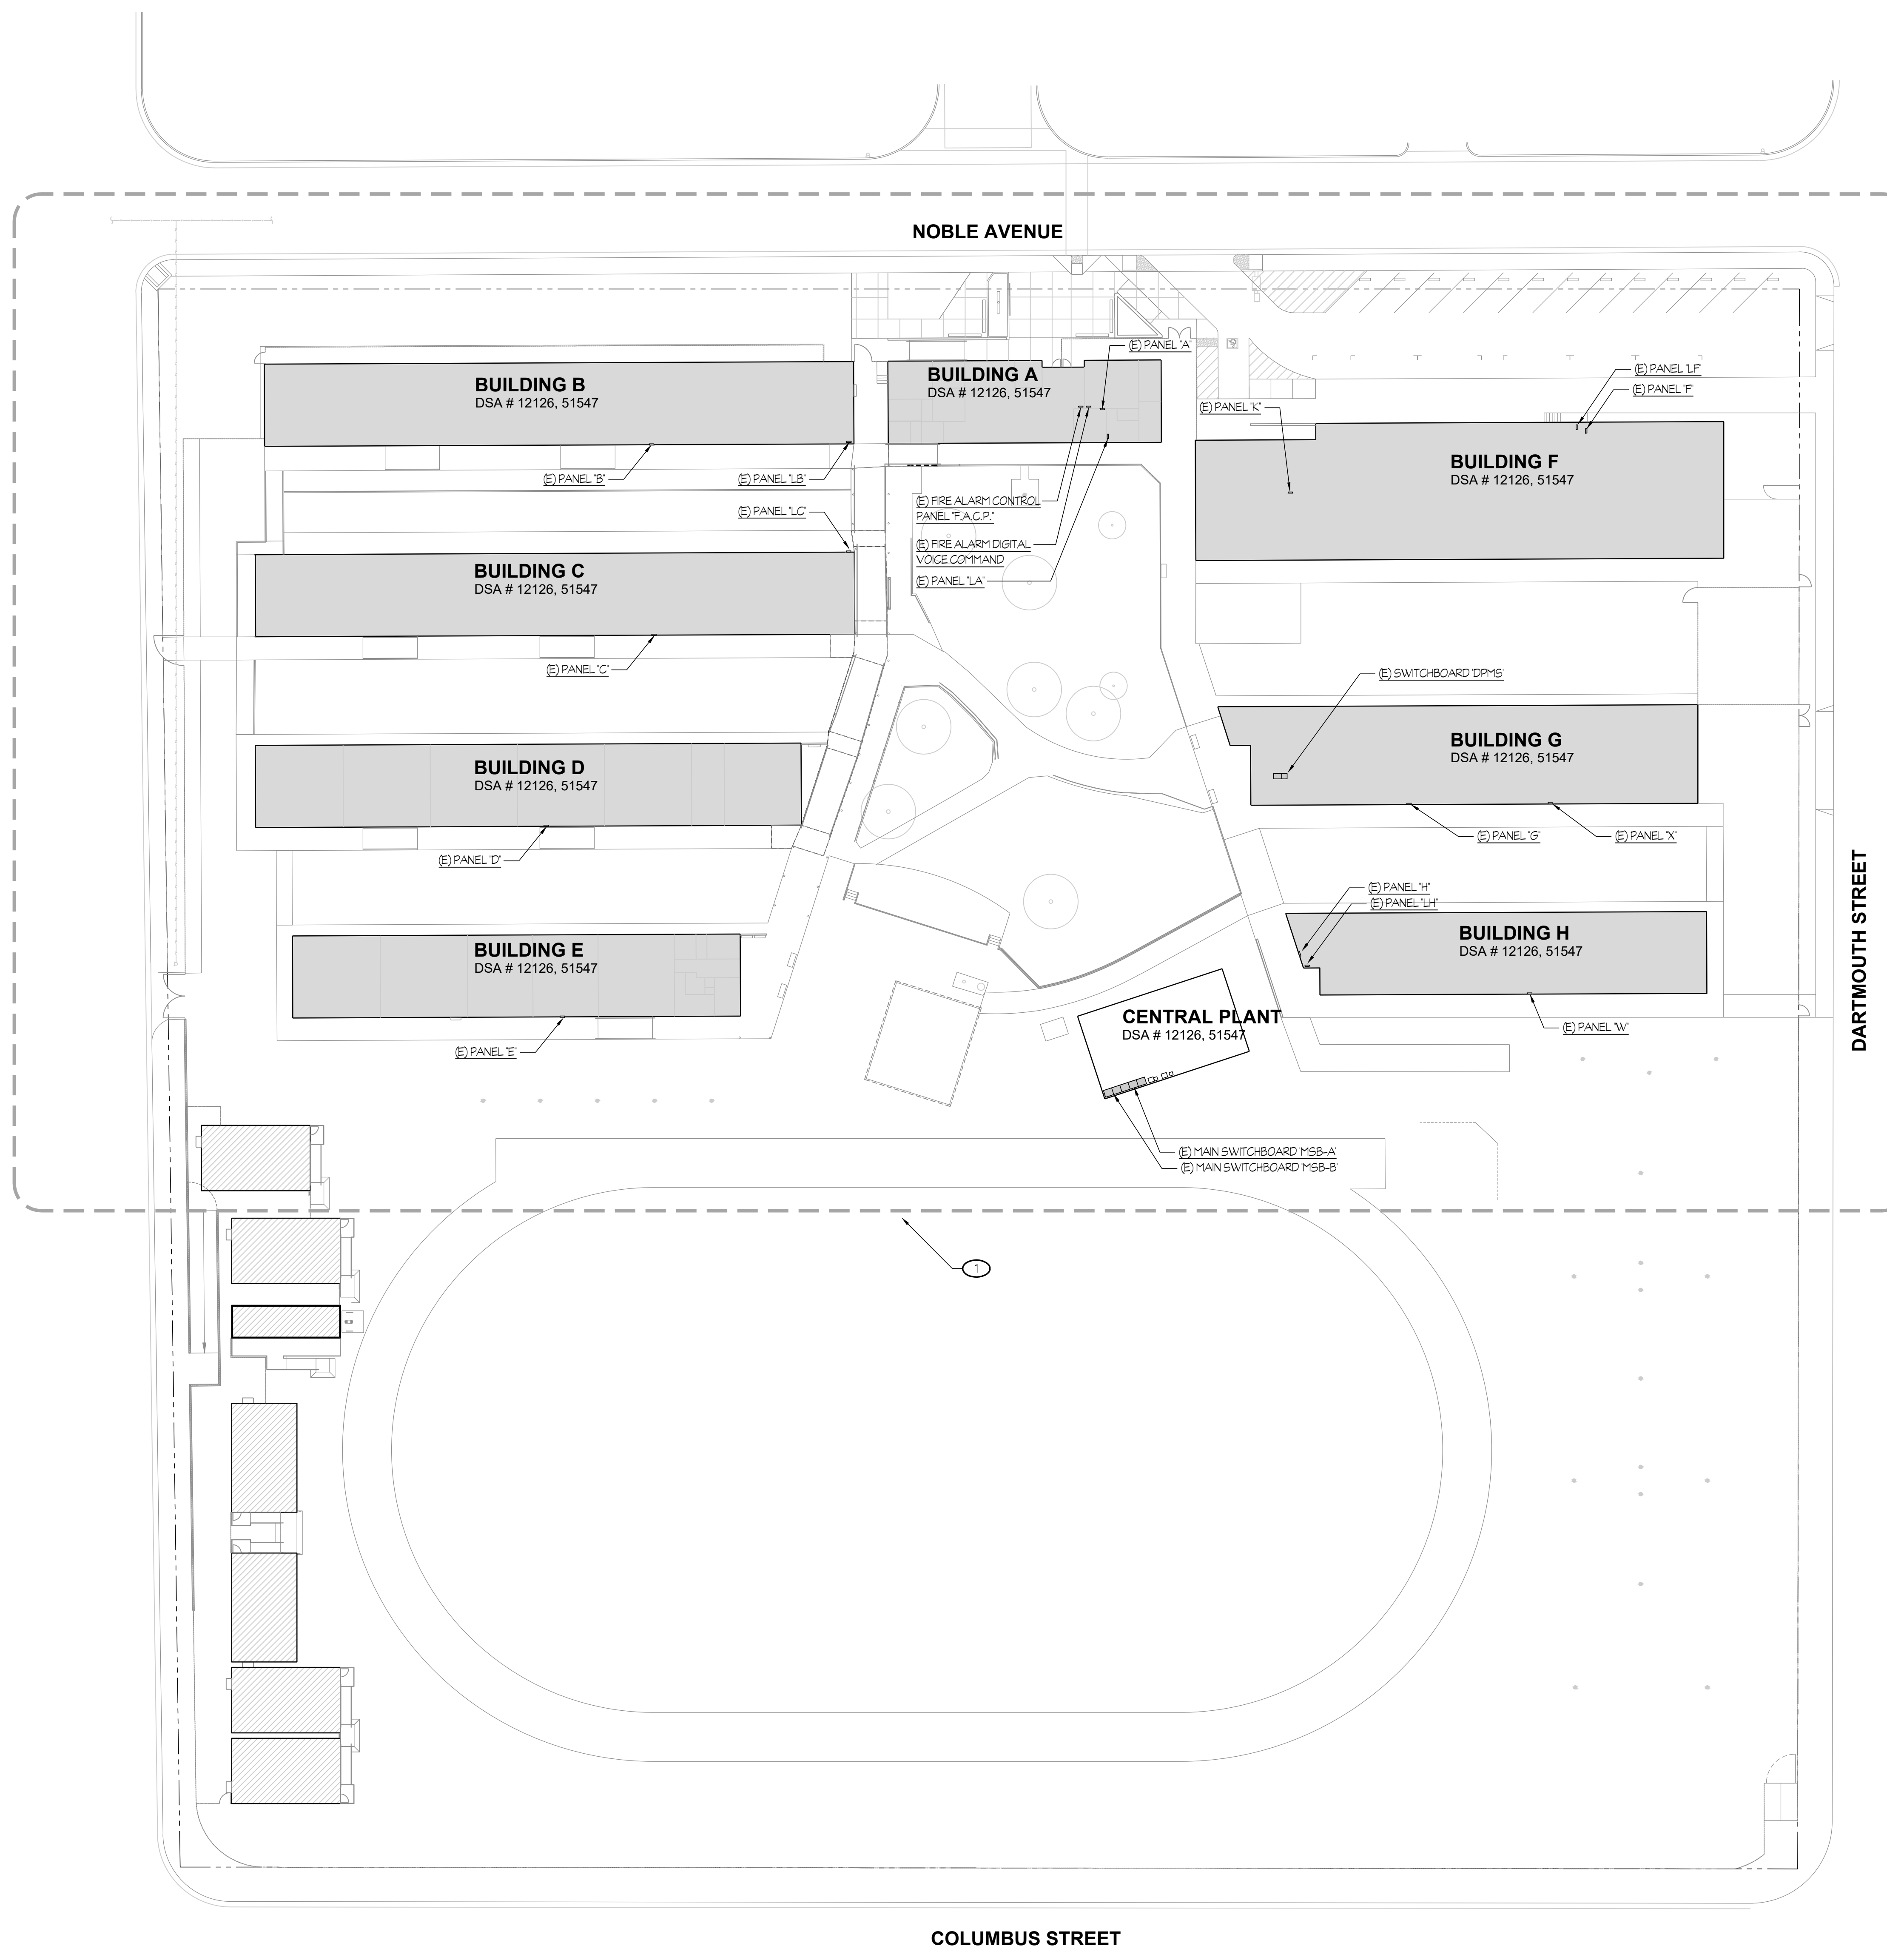 NOBLE AVENUE
(E) PANEL "A"
BUILDING B
DSA # 12126, 51547
BUILDING A
DSA # 12126, 51547
(E) PANEL "LF"
(E) PANEL "F"
(E) PANEL "K"
(E) PANEL "B"
(E) PANEL "LB"
BUILDING F
DSA # 12126, 51547
(E) PANEL "LC"
(E) FIRE ALARM CONTROL
PANEL "F.A.C.P."
(E) FIRE ALARM DIGITAL
VOICE COMMAND
(E) PANEL "LA"
BUILDING C
DSA # 12126, 51547
(E) PANEL "C"
(E) SWITCHBOARD 'DPMS'
BUILDING D
DSA # 12126, 51547
BUILDING G
DSA # 12126, 51547
(E) PANEL "D"
(E) PANEL "G"
(E) PANEL "X"
(E) PANEL "H"
(E) PANEL "LH"
DARTMOUTH STREET
BUILDING E
DSA # 12126, 51547
BUILDING H
DSA # 12126, 51547
CENTRAL PLANT
DSA # 12126, 51547
(E) PANEL "W"
(E) PANEL "E"
(E) MAIN SWITCHBOARD 'MSB-A'
(E) MAIN SWITCHBOARD 'MSB-B'
1
COLUMBUS STREET